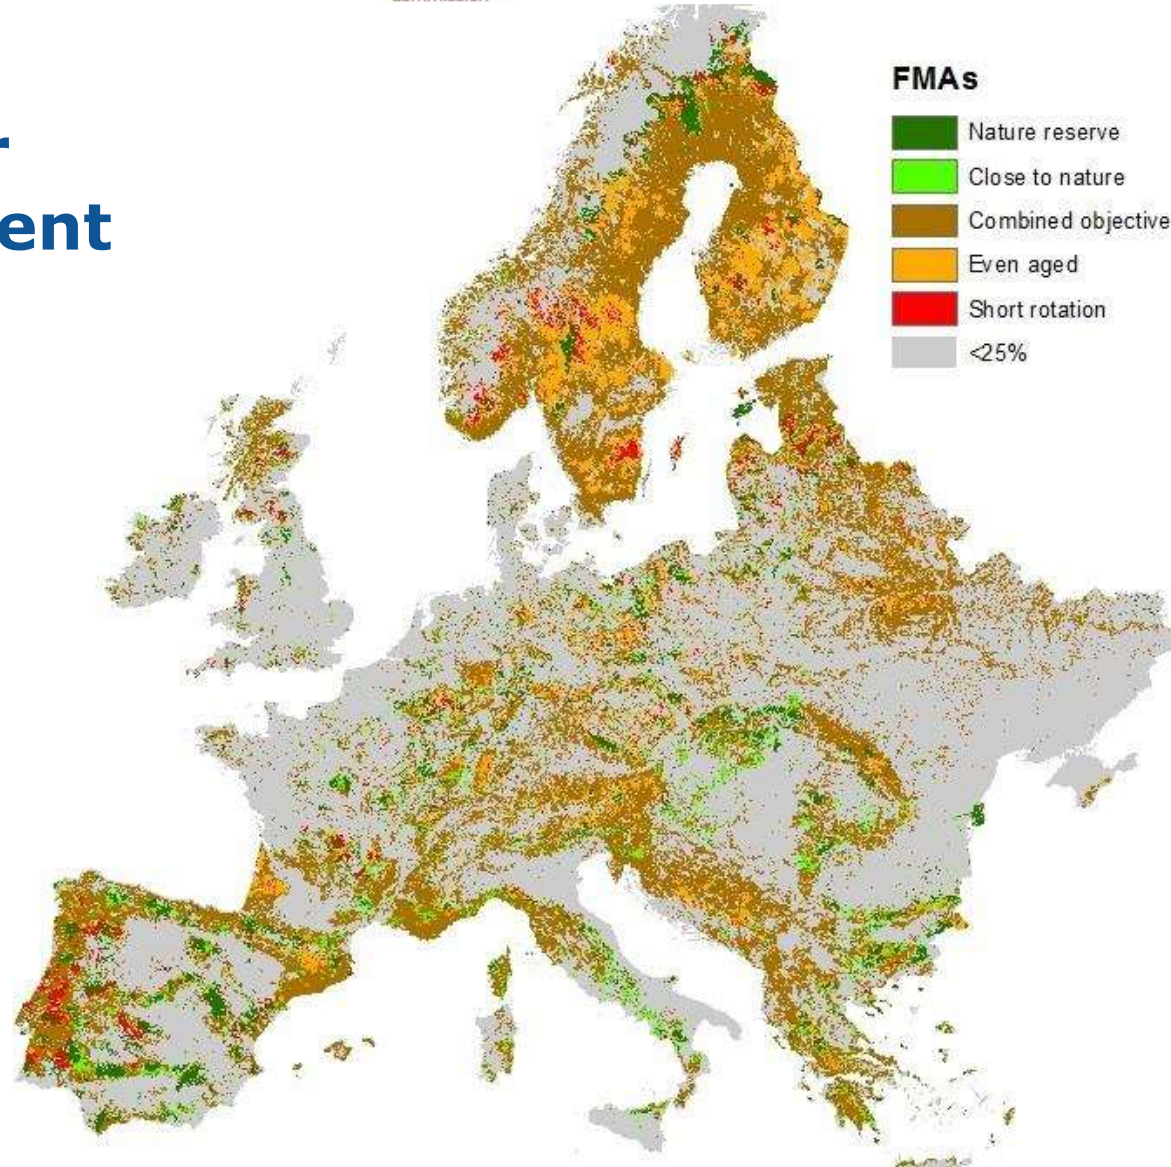 r
ent
FMAs
Nature reserve
Close to nature
Combined objective
Even aged
Short rotation
<25%